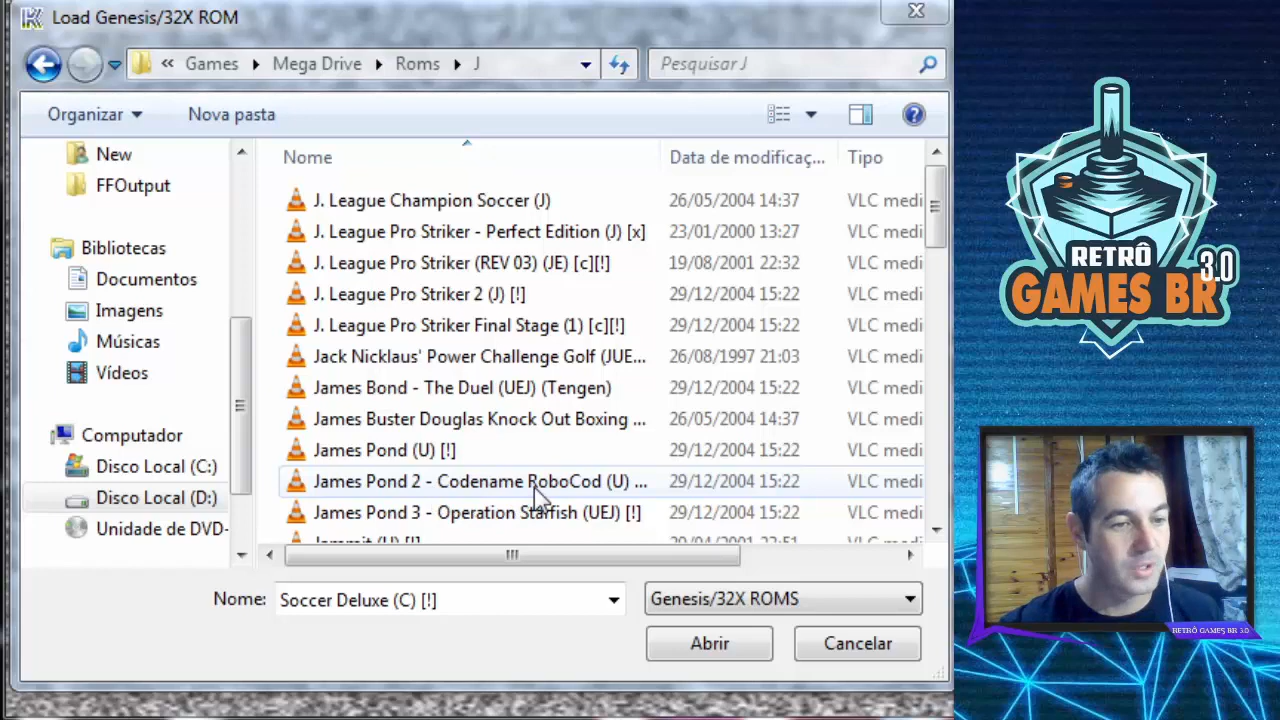 Load Genesis/32X ROM
« Games Mega Drive Roms J
Pesquisar J
Organizar Nova pasta
New
FFOutput
Bibliotecas
Documentos
Imagens
Músicas
Vídeos
Computador
Disco Local (C:)
Disco Local (D:)
Unidade de DVD-
Nome Data de modificaç... Tipo
J. League Champion Soccer (J) 26/05/2004 14:37 VLC medi
J. League Pro Striker - Perfect Edition (J) [x] 23/01/2000 13:27 VLC medi
J. League Pro Striker (REV 03) (JE) [c][!] 19/08/2001 22:32 VLC medi
J. League Pro Striker 2 (J) [!] 29/12/2004 15:22 VLC medi
J. League Pro Striker Final Stage (1) [c][!] 29/12/2004 15:22 VLC medi
Jack Nicklaus' Power Challenge Golf (JUE... 26/08/1997 21:03 VLC medi
James Bond - The Duel (UEJ) (Tengen) 29/12/2004 15:22 VLC medi
James Buster Douglas Knock Out Boxing ... 26/05/2004 14:37 VLC medi
James Pond (U) [!] 29/12/2004 15:22 VLC medi
James Pond 2 - Codename RoboCod (U) ... 29/12/2004 15:22 VLC medi
James Pond 3 - Operation Starfish (UEJ) [!] 29/12/2004 15:22 VLC medi
Nome: Soccer Deluxe (C) [!] Genesis/32X ROMS
Abrir Cancelar
RETRÔ
GAMES BR
3.0
RETRÔ GAMES BR 3.0